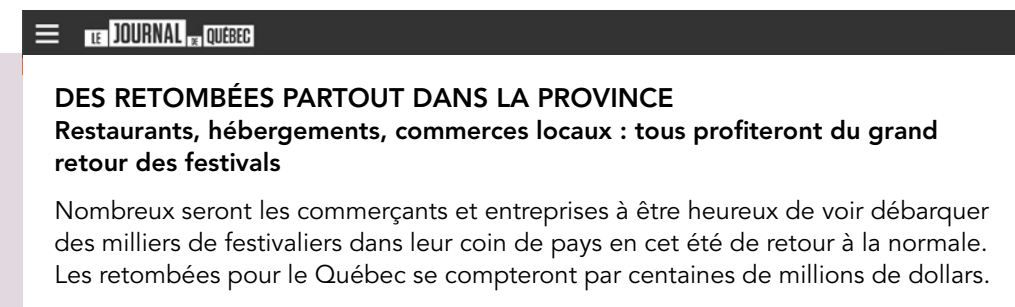 LE JOURNAL DE QUÉBEC
DES RETOMBÉES PARTOUT DANS LA PROVINCE
Restaurants, hébergements, commerces locaux : tous profiteront du grand
retour des festivals
Nombreux seront les commerçants et entreprises à être heureux de voir débarquer
des milliers de festivaliers dans leur coin de pays en cet été de retour à la normale.
Les retombées pour le Québec se compteront par centaines de millions de dollars.